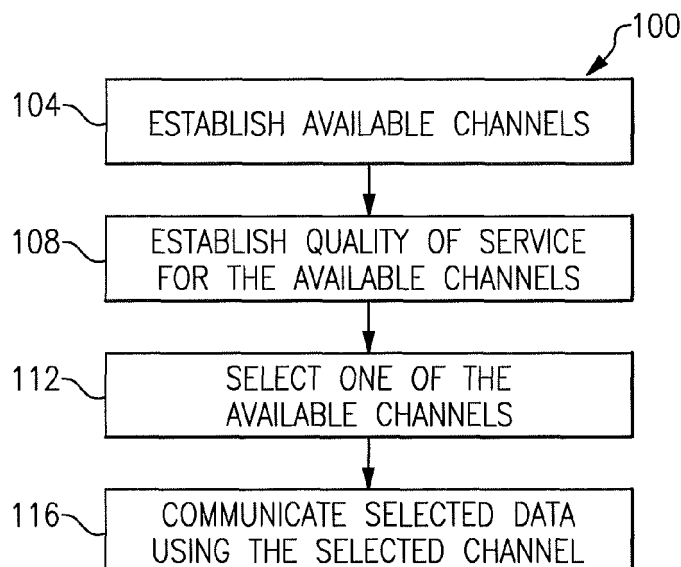 100
104
ESTABLISH AVAILABLE CHANNELS
108
ESTABLISH QUALITY OF SERVICE
FOR THE AVAILABLE CHANNELS
112
SELECT ONE OF THE
AVAILABLE CHANNELS
116
COMMUNICATE SELECTED DATA
USING THE SELECTED CHANNEL